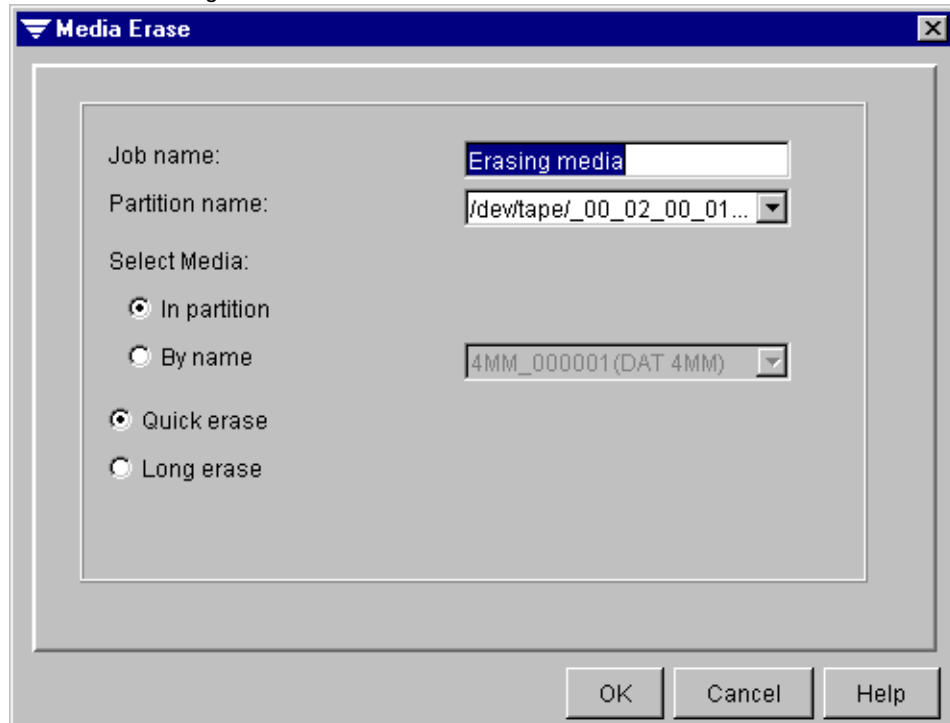 Media Erase
Job name: Erasing media
Partition name: /dev/tape/_00_02_00_01...
Select Media:
In partition
By name 4MM_000001(DAT 4MM)
Quick erase
Long erase
OK Cancel Help